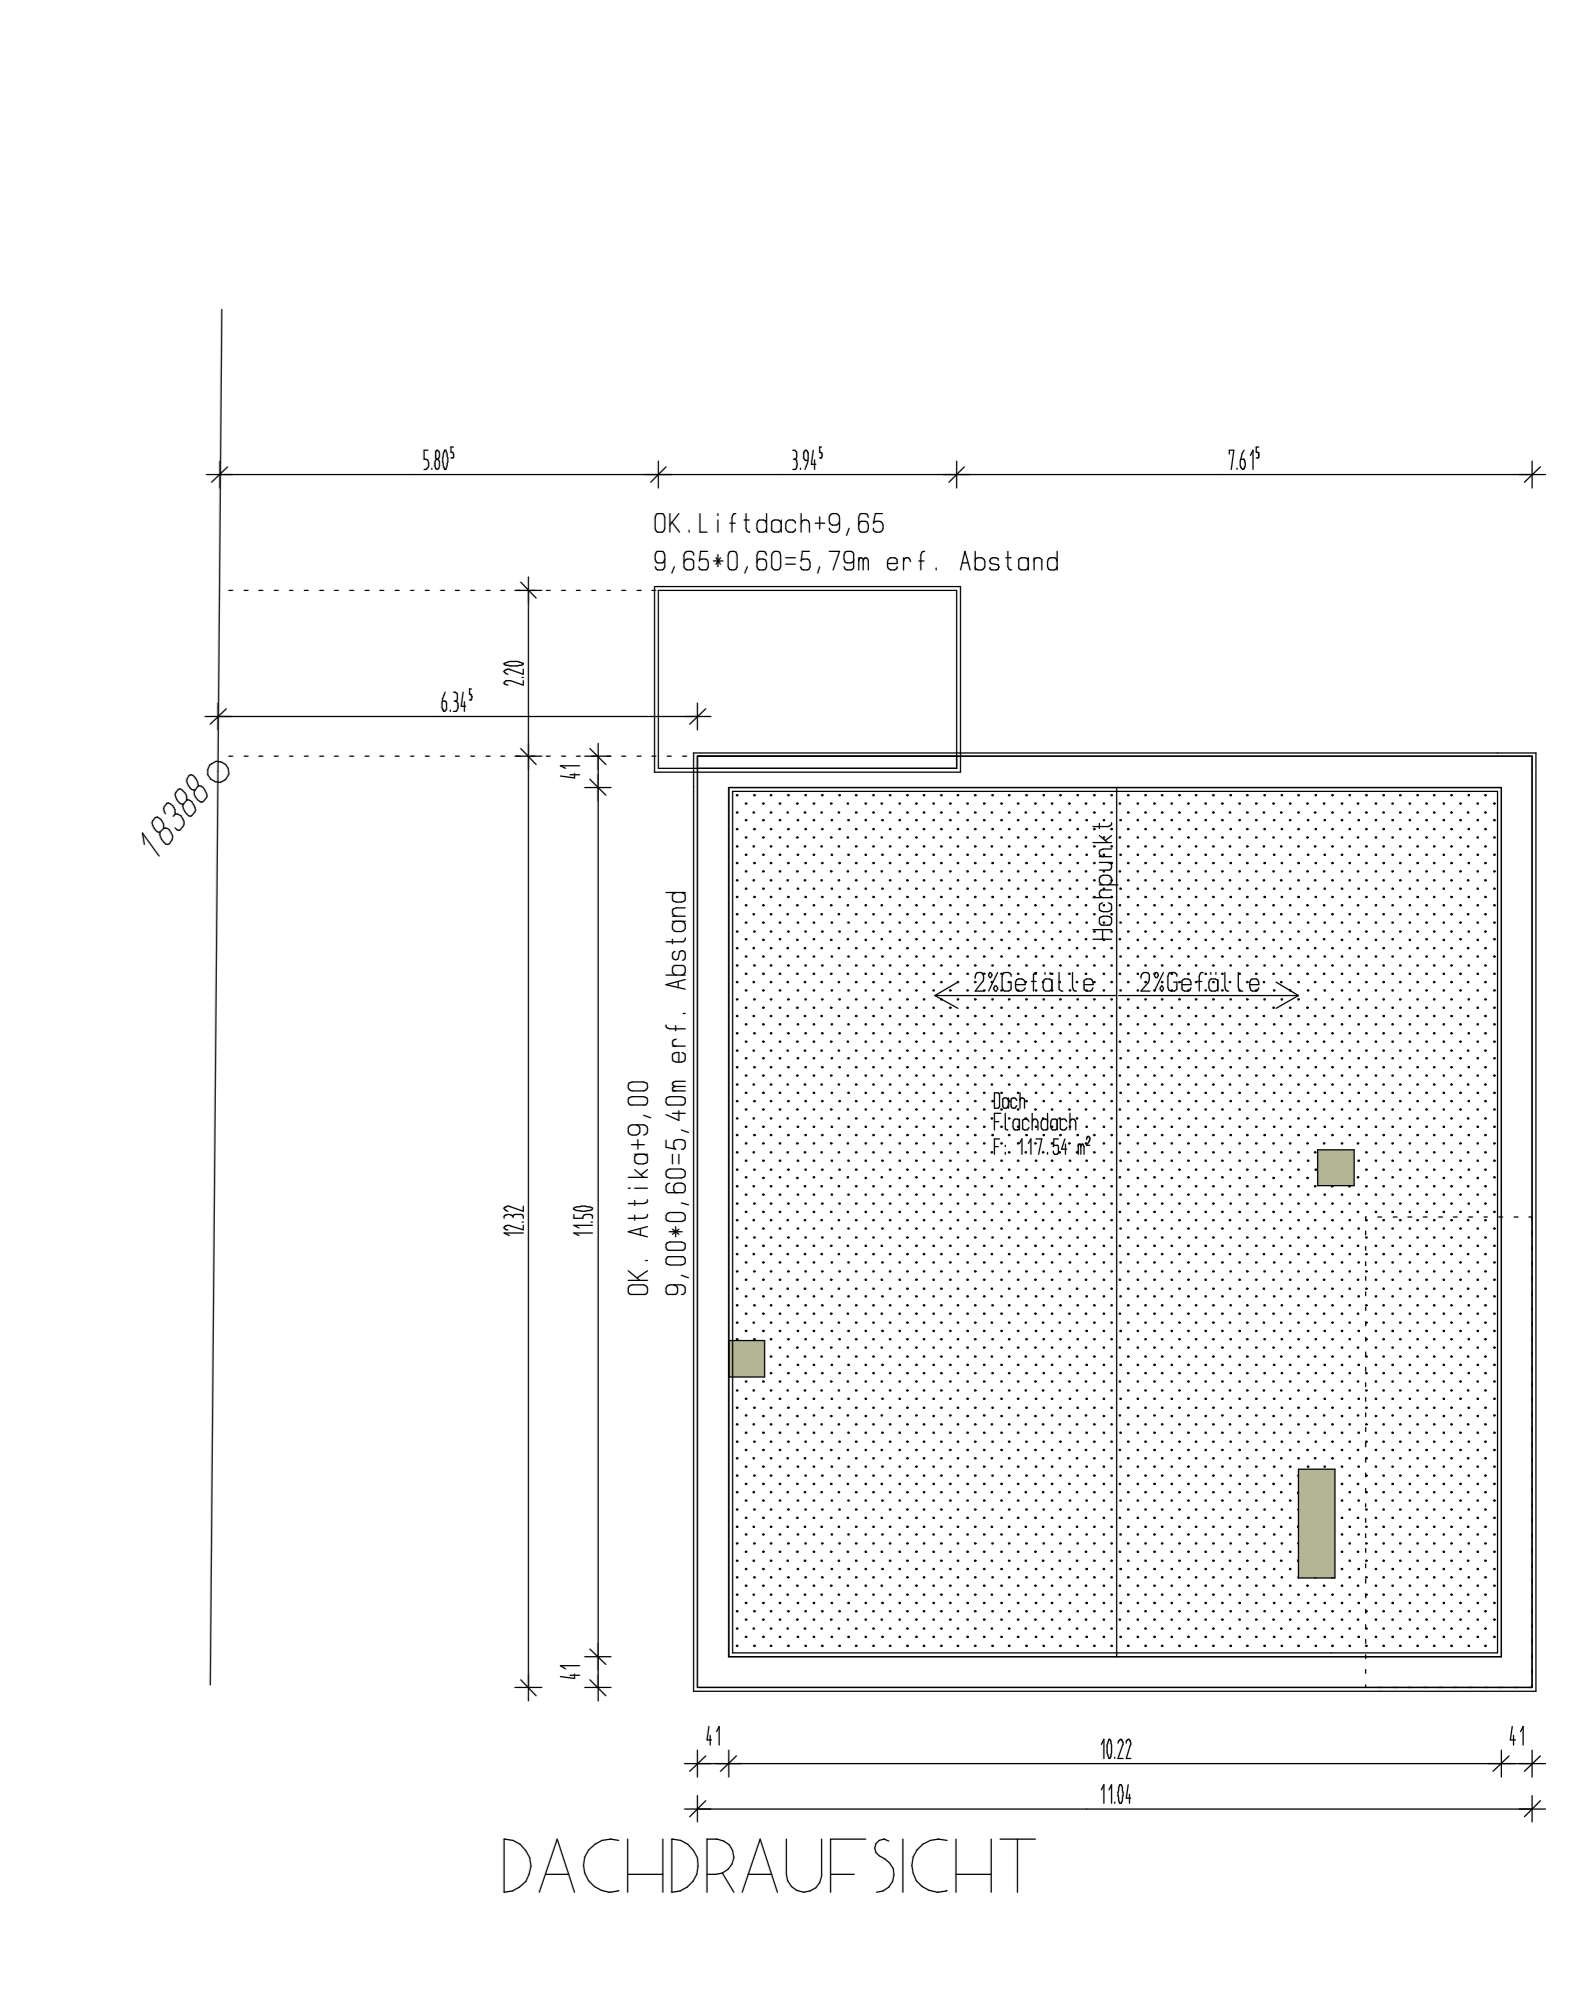 5.80⁵
3.94⁵
7.61⁵
OK.Liftdach+9,65
9,65*0,60=5,79m erf. Abstand
2.20
6.34⁵
41
18388
Hochpunkt
2%Gefälle
2%Gefälle
OK. Attika+9,00
9,00*0,60=5,40m erf. Abstand
Dach
Flachdach
F: 117.54 m²
12.32
11.50
41
41
10.22
41
11.04
DACHDRAUFSICHT